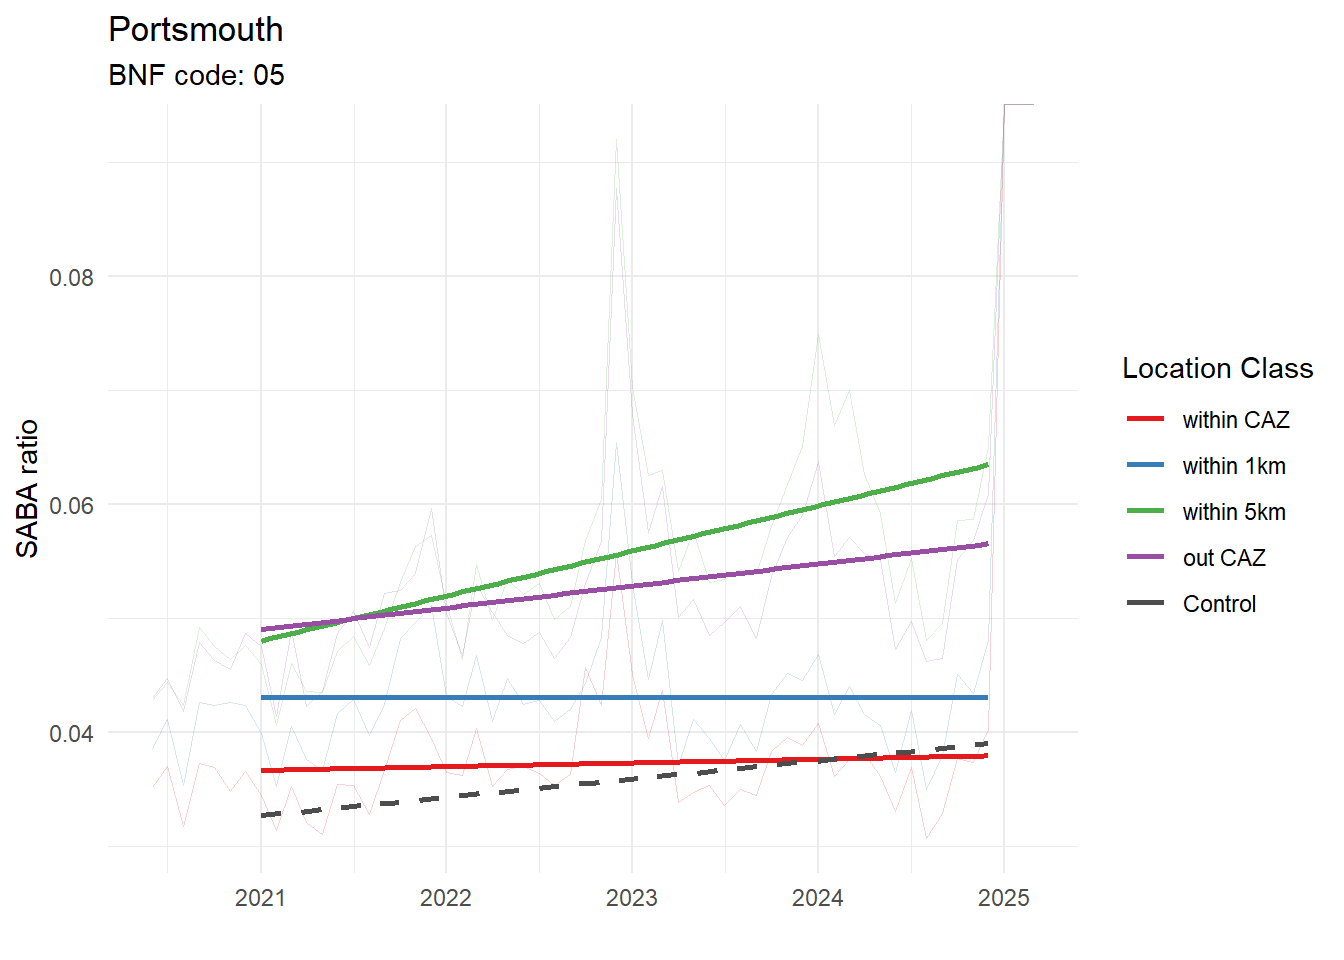 Portsmouth
BNF code: 05
SABA ratio
0.08
0.06
0.04
2021
2022
2023
2024
2025
Location Class
within CAZ
within 1km
within 5km
out CAZ
Control